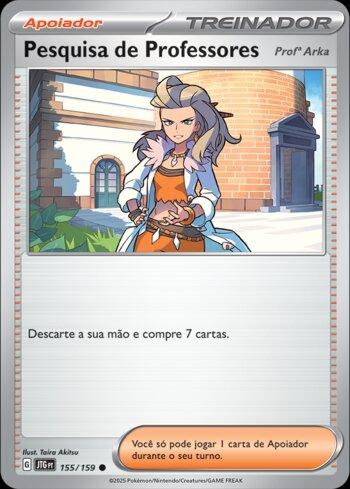 Apoiador
TREINADOR
Pesquisa de Professores Profª Arka
Descarte a sua mão e compre 7 cartas.
Ilust. Taira Akitsu
G JTG PT 155/159
Você só pode jogar 1 carta de Apoiador
durante o seu turno.
©2025 Pokémon/Nintendo/Creatures/GAME FREAK